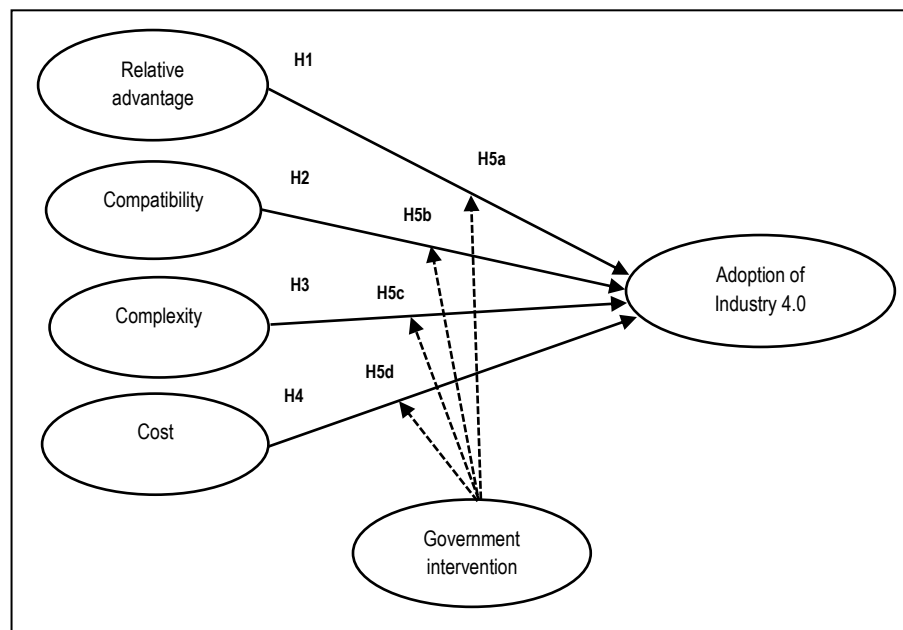 H1
Relative
advantage
H5a
H2
Compatibility
H5b
H3
H5c
Complexity
Adoption of
Industry 4.0
H5d
H4
Cost
Government
intervention